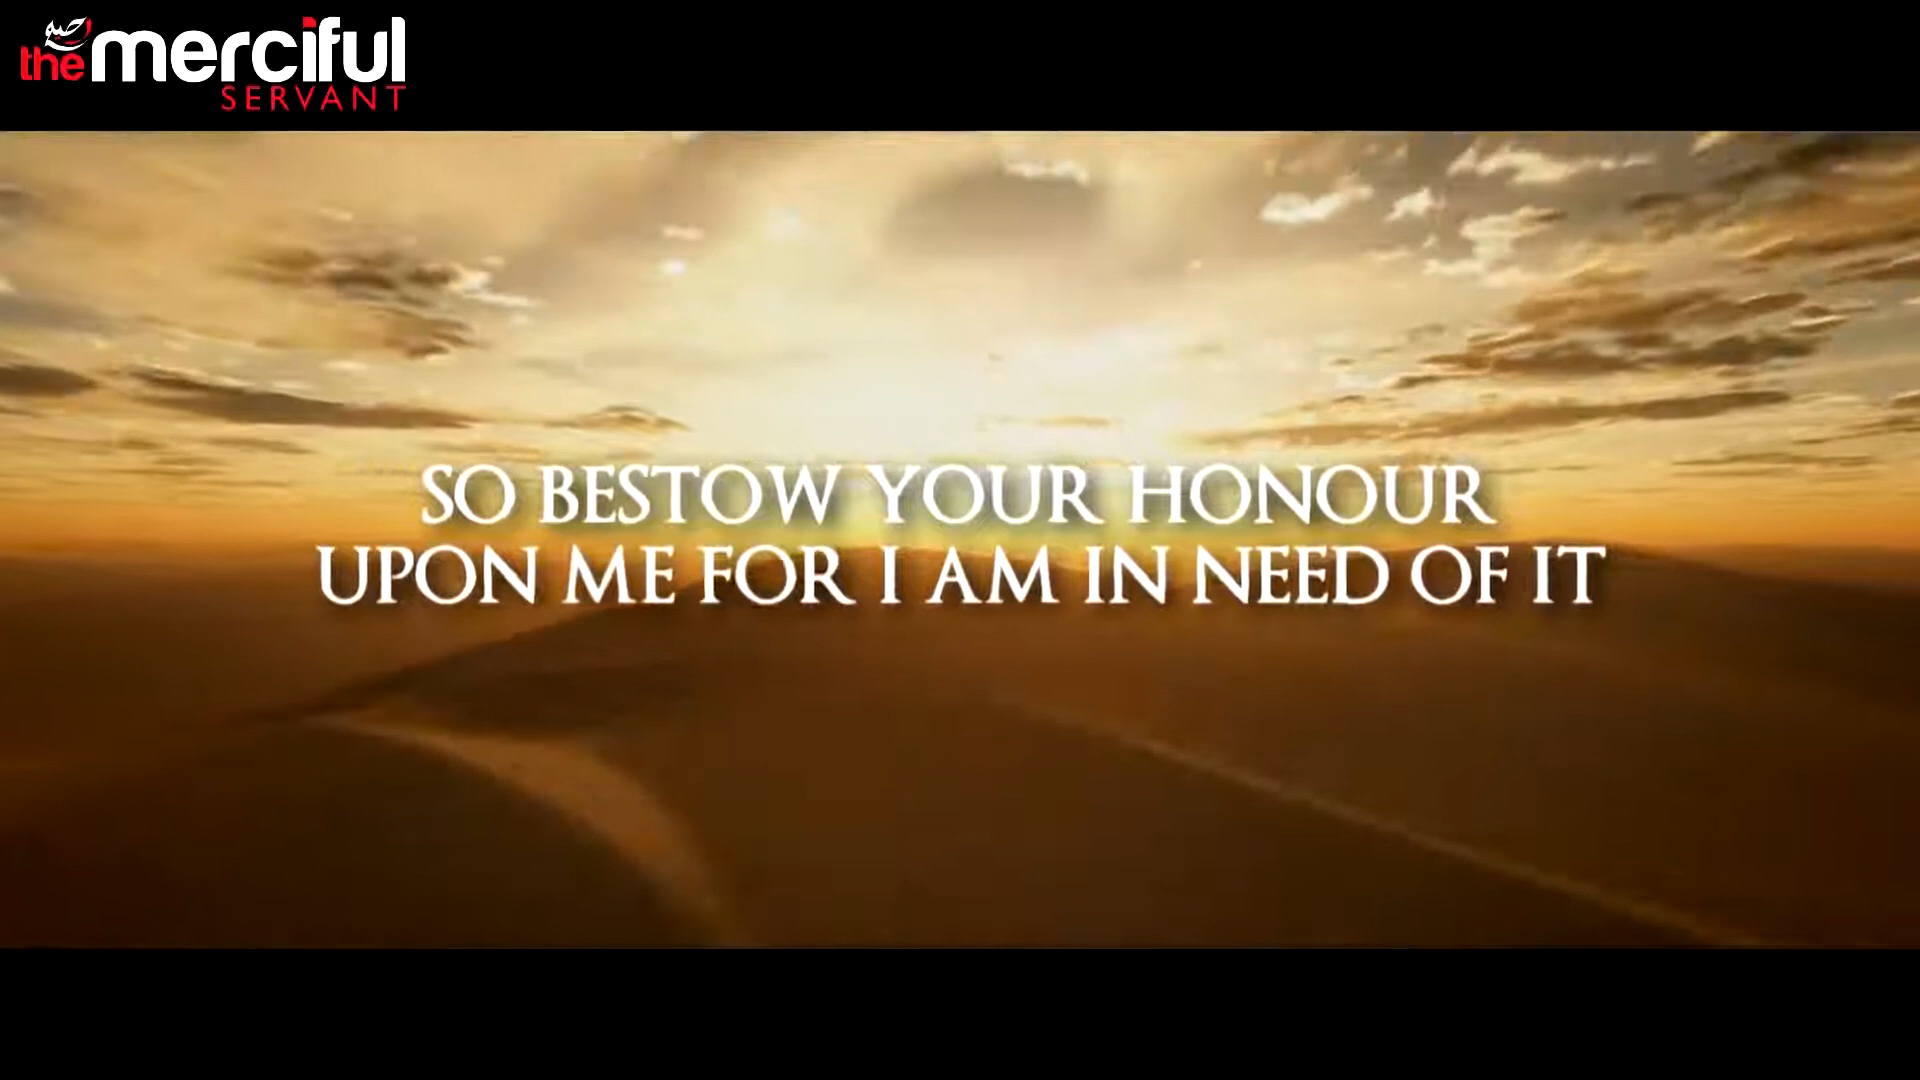 the merciful
SERVANT
SO BESTOW YOUR HONOUR
UPON ME FOR I AM IN NEED OF IT